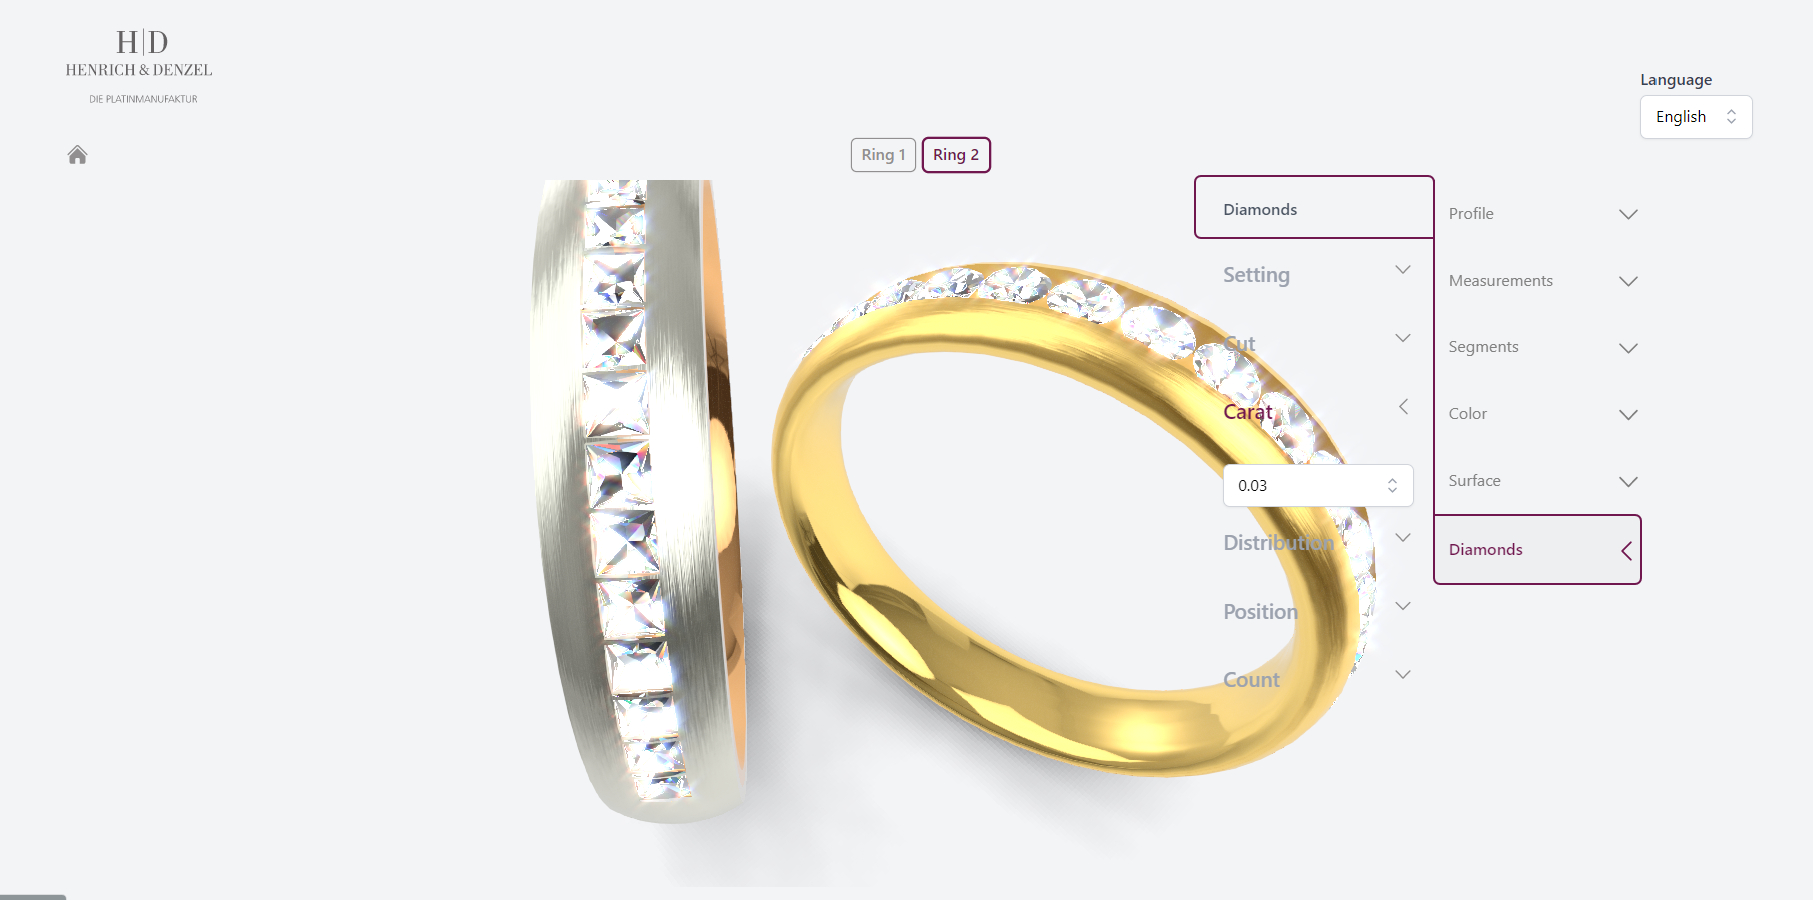 H|D
HENRICH & DENZEL
DIE PLATINMANUFAKTUR
Language
English
Ring 1
Ring 2
Diamonds
Setting
Cut
Carat
0.03
Distribution
Position
Count
Profile
Measurements
Segments
Color
Surface
Diamonds